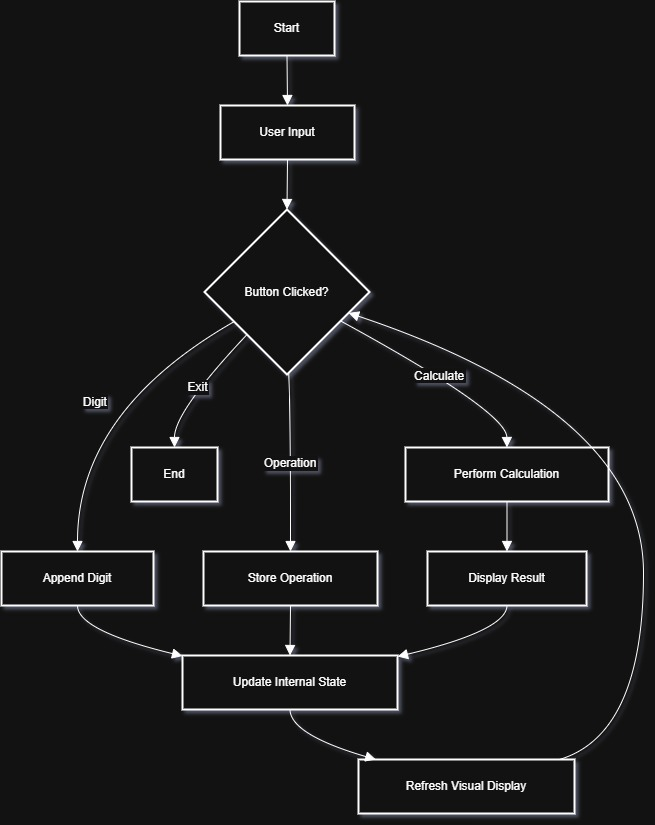 Start
User Input
Button Clicked?
Calculate
Exit
Digit
Operation
End
Perform Calculation
Append Digit
Store Operation
Display Result
Update Internal State
Refresh Visual Display